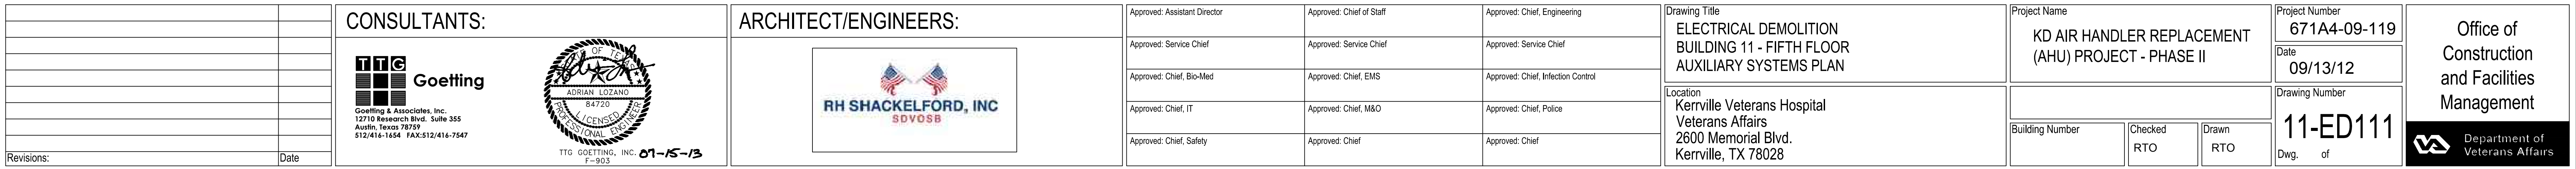 Revisions:
Date
CONSULTANTS:
TTG
Goetting
Goetting & Associates, Inc.
12710 Research Blvd. Suite 355
Austin, Texas 78759
512/416-1654 FAX:512/416-7547
OF TEXAS
ADRIAN LOZANO
84720
LICENSED
PROFESSIONAL ENGINEER
TTG GOETTING, INC. 07-15-13
F-903
ARCHITECT/ENGINEERS:
RH SHACKELFORD, INC
SDVOSB
Approved: Assistant Director
Approved: Chief of Staff
Approved: Chief, Engineering
Approved: Service Chief
Approved: Service Chief
Approved: Service Chief
Approved: Chief, Bio-Med
Approved: Chief, EMS
Approved: Chief, Infection Control
Approved: Chief, IT
Approved: Chief, M&O
Approved: Chief, Police
Approved: Chief, Safety
Approved: Chief
Approved: Chief
Drawing Title
ELECTRICAL DEMOLITION
BUILDING 11 - FIFTH FLOOR
AUXILIARY SYSTEMS PLAN
Location
Kerrville Veterans Hospital
Veterans Affairs
2600 Memorial Blvd.
Kerrville, TX 78028
Project Name
KD AIR HANDLER REPLACEMENT
(AHU) PROJECT - PHASE II
Building Number
Checked
RTO
Drawn
RTO
Project Number
671A4-09-119
Date
09/13/12
Drawing Number
11-ED111
Dwg. of
Office of
Construction
and Facilities
Management
Department of
Veterans Affairs